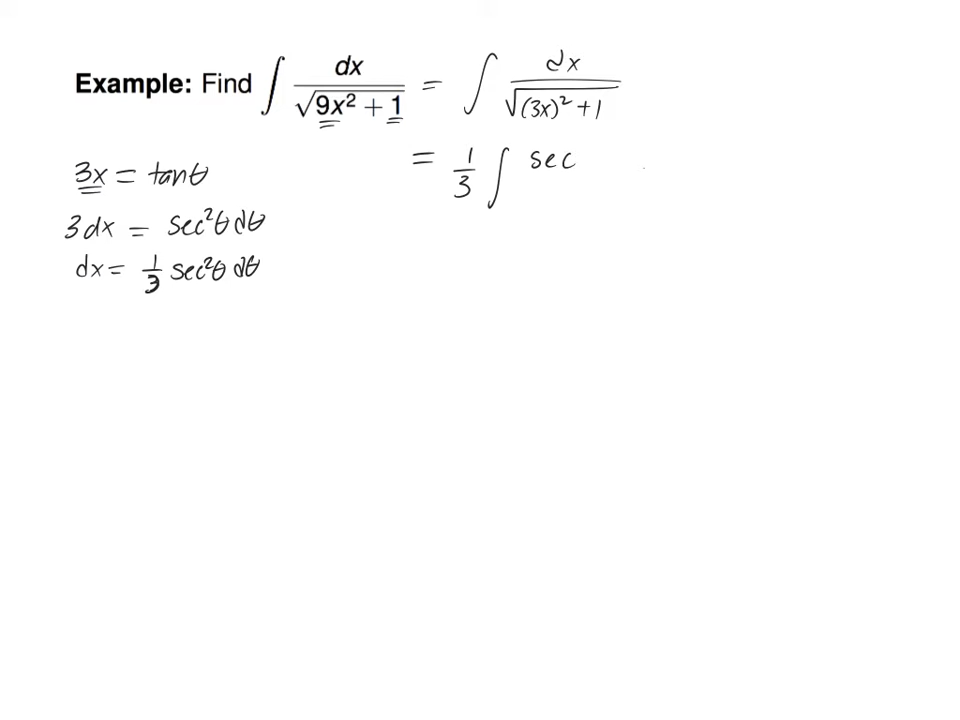 Example: Find ∫ dx / √(9x² + 1) = ∫ dx / √((3x)² + 1)
3x = tanθ
= 1/3 ∫ sec
3dx = sec²θ dθ
dx = 1/3 sec²θ dθ